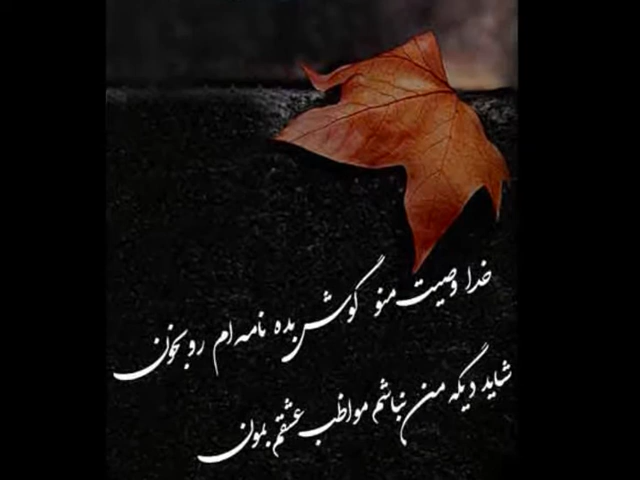 خدا وصیت منو گوش بده نامه ام رو بخون
شاید دیگه من نباشم مواظب عشقم بمون